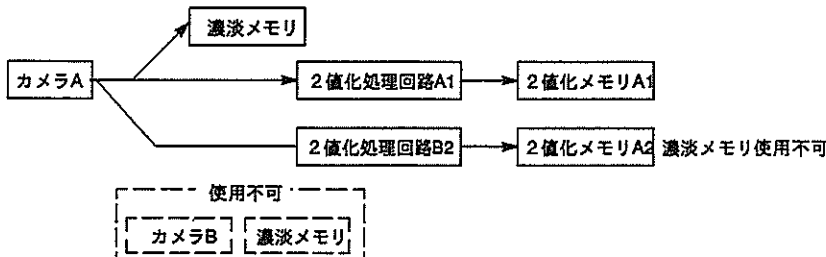 濃淡メモリ
カメラA
2値化処理回路A1
2値化メモリA1
2値化処理回路B2
2値化メモリA2 濃淡メモリ使用不可
使用不可
カメラB
濃淡メモリ